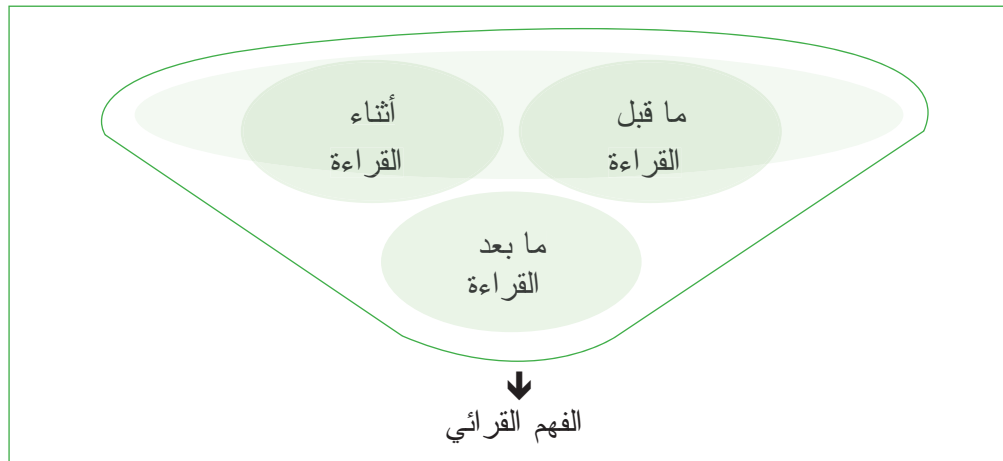 ما قبل
القراءة
أثناء
القراءة
ما بعد
القراءة
الفهم القرائي